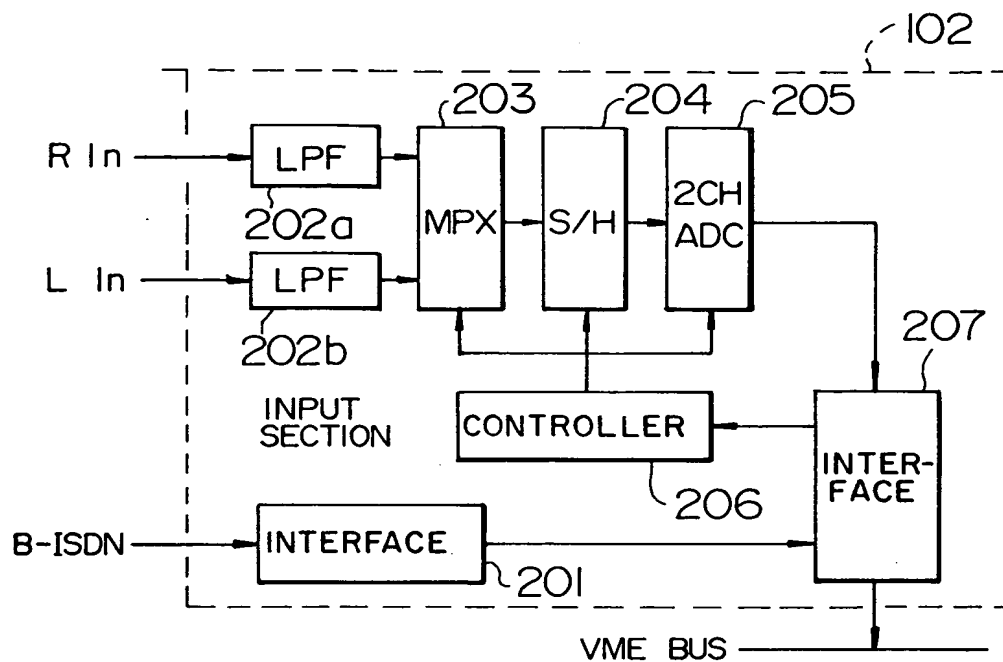 102
203
204
205
R In
LPF
MPX
S/H
2CH
ADC
202a
L In
LPF
202b
207
INPUT
SECTION
CONTROLLER
INTER-
FACE
206
B-ISDN
INTERFACE
201
VME BUS